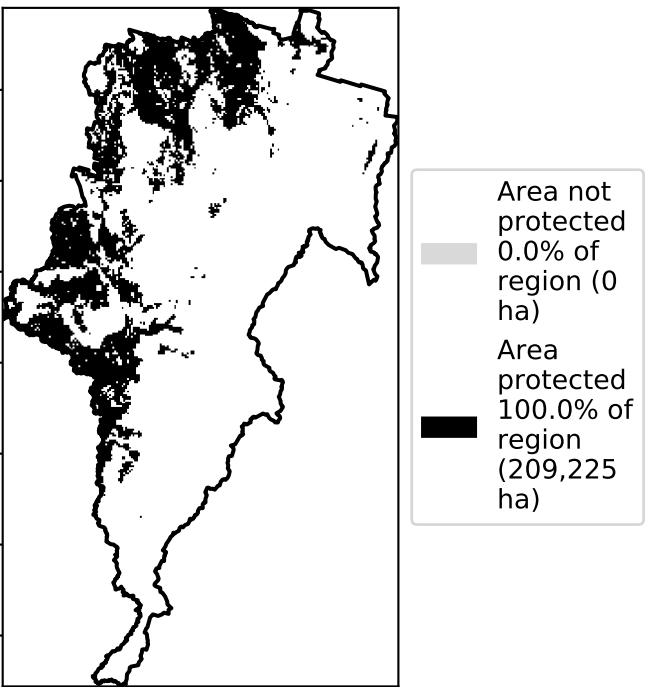 Area not
protected
0.0% of
region (0
ha)
Area
protected
100.0% of
region
(209,225
ha)